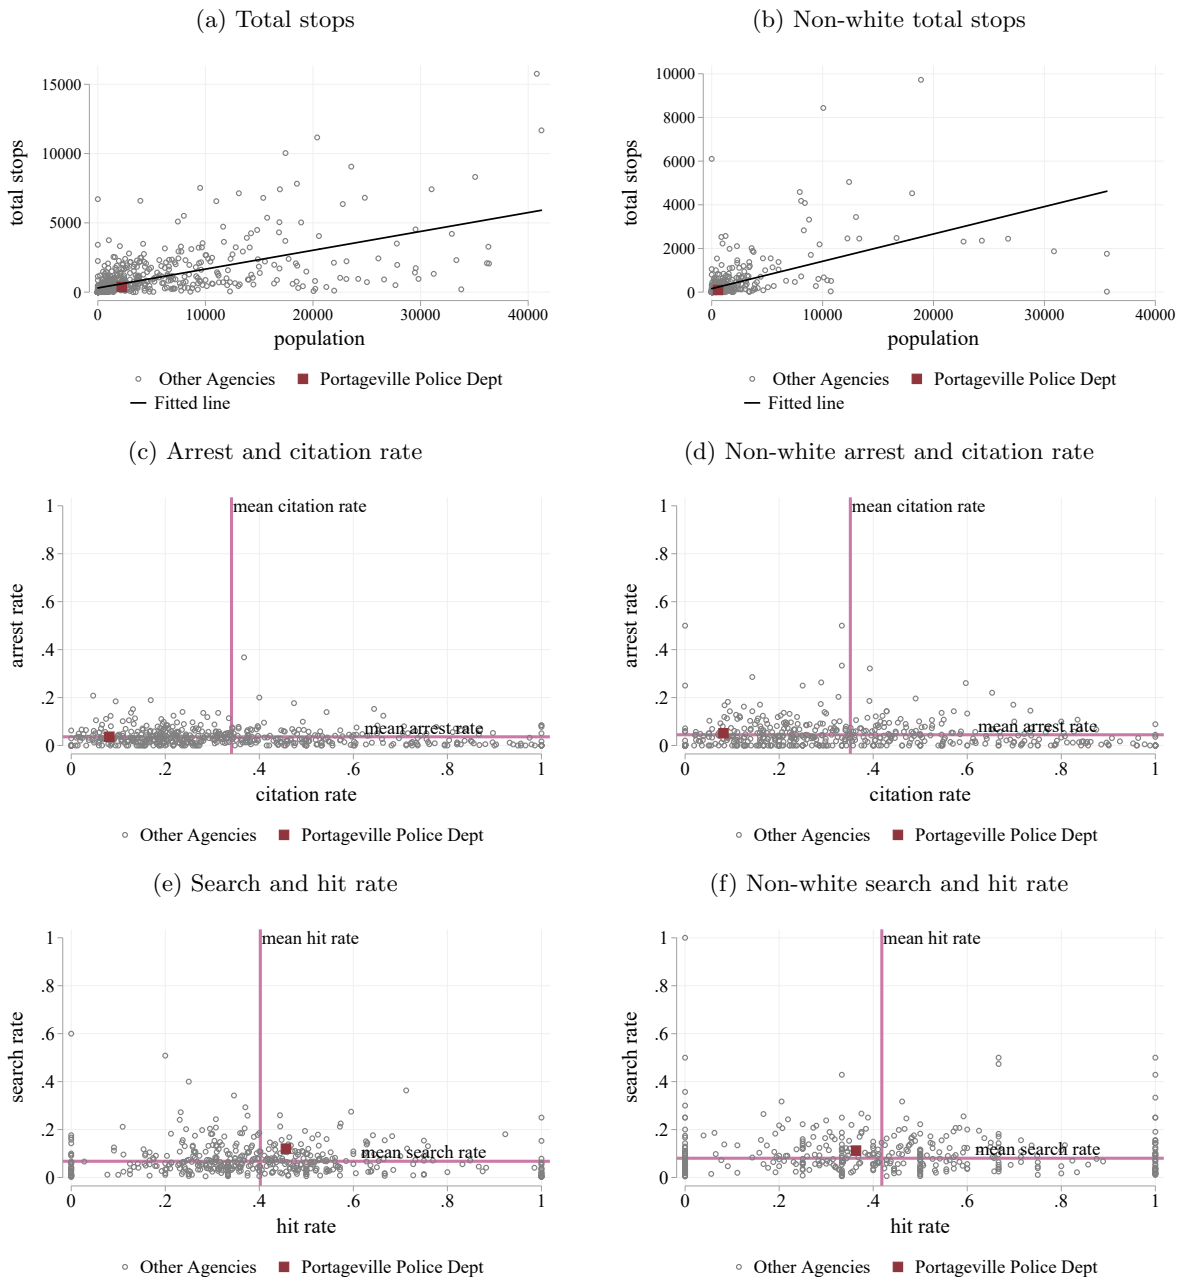 (a) Total stops
(b) Non-white total stops
total stops
15000
10000
5000
0
0 10000 20000 30000 40000
population
Other Agencies Portageville Police Dept
Fitted line
total stops
10000
8000
6000
4000
2000
0
0 10000 20000 30000 40000
population
Other Agencies Portageville Police Dept
Fitted line
(c) Arrest and citation rate
(d) Non-white arrest and citation rate
arrest rate
1
.8
.6
.4
.2
0
mean citation rate
mean arrest rate
0 .2 .4 .6 .8 1
citation rate
Other Agencies Portageville Police Dept
arrest rate
1
.8
.6
.4
.2
0
mean citation rate
mean arrest rate
0 .2 .4 .6 .8 1
citation rate
Other Agencies Portageville Police Dept
(e) Search and hit rate
(f) Non-white search and hit rate
search rate
1
.8
.6
.4
.2
0
mean hit rate
mean search rate
0 .2 .4 .6 .8 1
hit rate
Other Agencies Portageville Police Dept
search rate
1
.8
.6
.4
.2
0
mean hit rate
mean search rate
0 .2 .4 .6 .8 1
hit rate
Other Agencies Portageville Police Dept